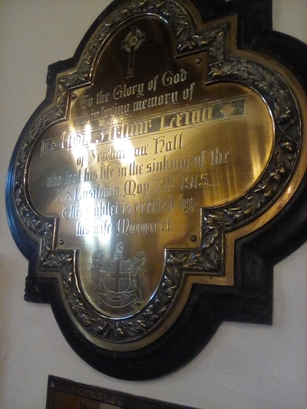 To the Glory of God
in loving memory of
Hall.
who lost his life in the sinking of the
Lusitania May 7th 1915.
This tablet is erected by
his wife Margaret.